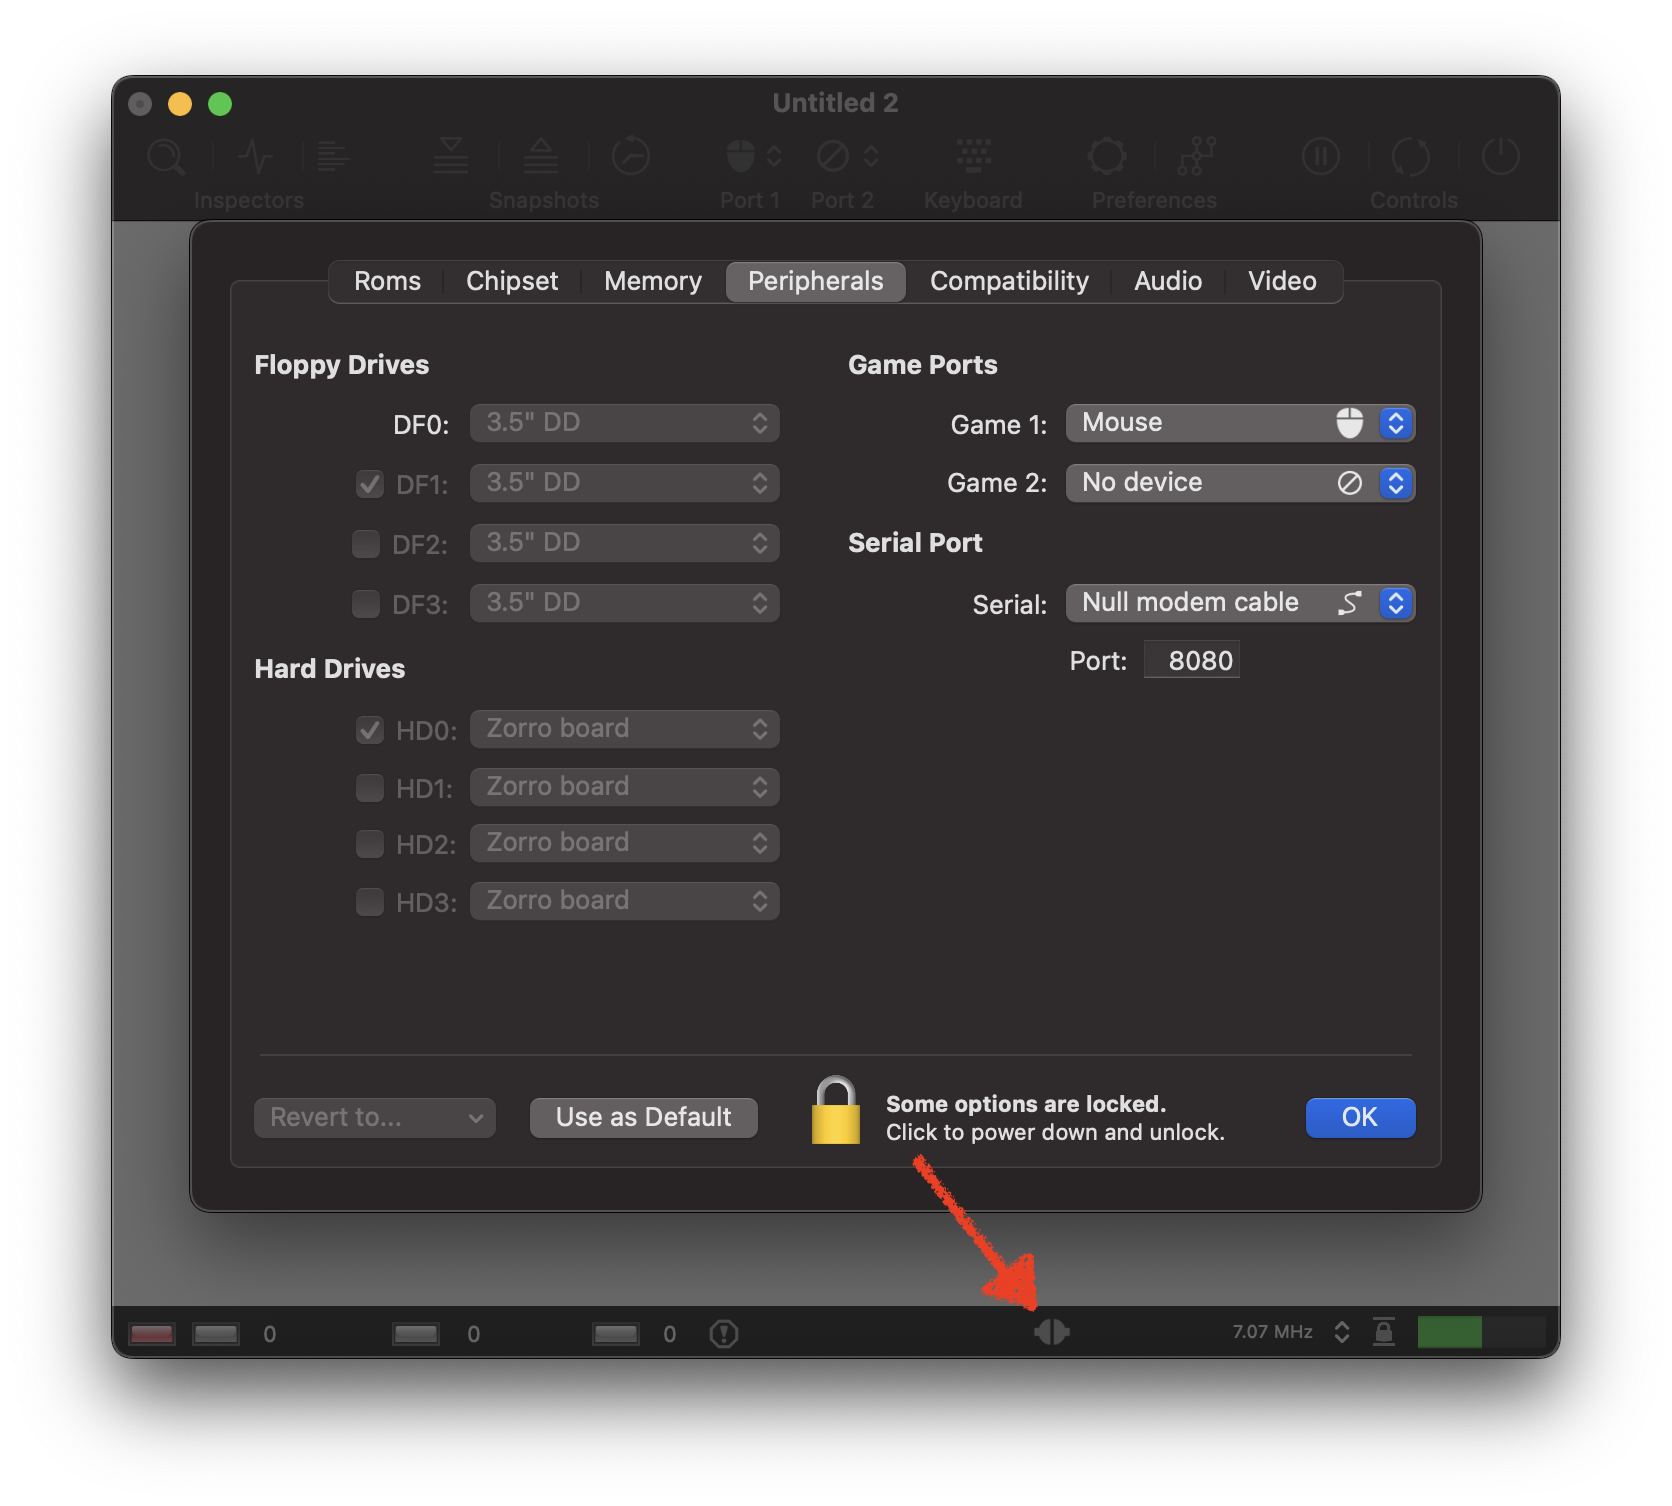 Untitled 2
Inspectors Snapshots Port 1 Port 2 Keyboard Preferences Controls
Roms Chipset Memory Peripherals Compatibility Audio Video
Floppy Drives
DF0: 3.5" DD
DF1: 3.5" DD
DF2: 3.5" DD
DF3: 3.5" DD
Hard Drives
HD0: Zorro board
HD1: Zorro board
HD2: Zorro board
HD3: Zorro board
Game Ports
Game 1: Mouse
Game 2: No device
Serial Port
Serial: Null modem cable
Port: 8080
Revert to... Use as Default
Some options are locked.
Click to power down and unlock.
OK
0 0 0 7.07 MHz